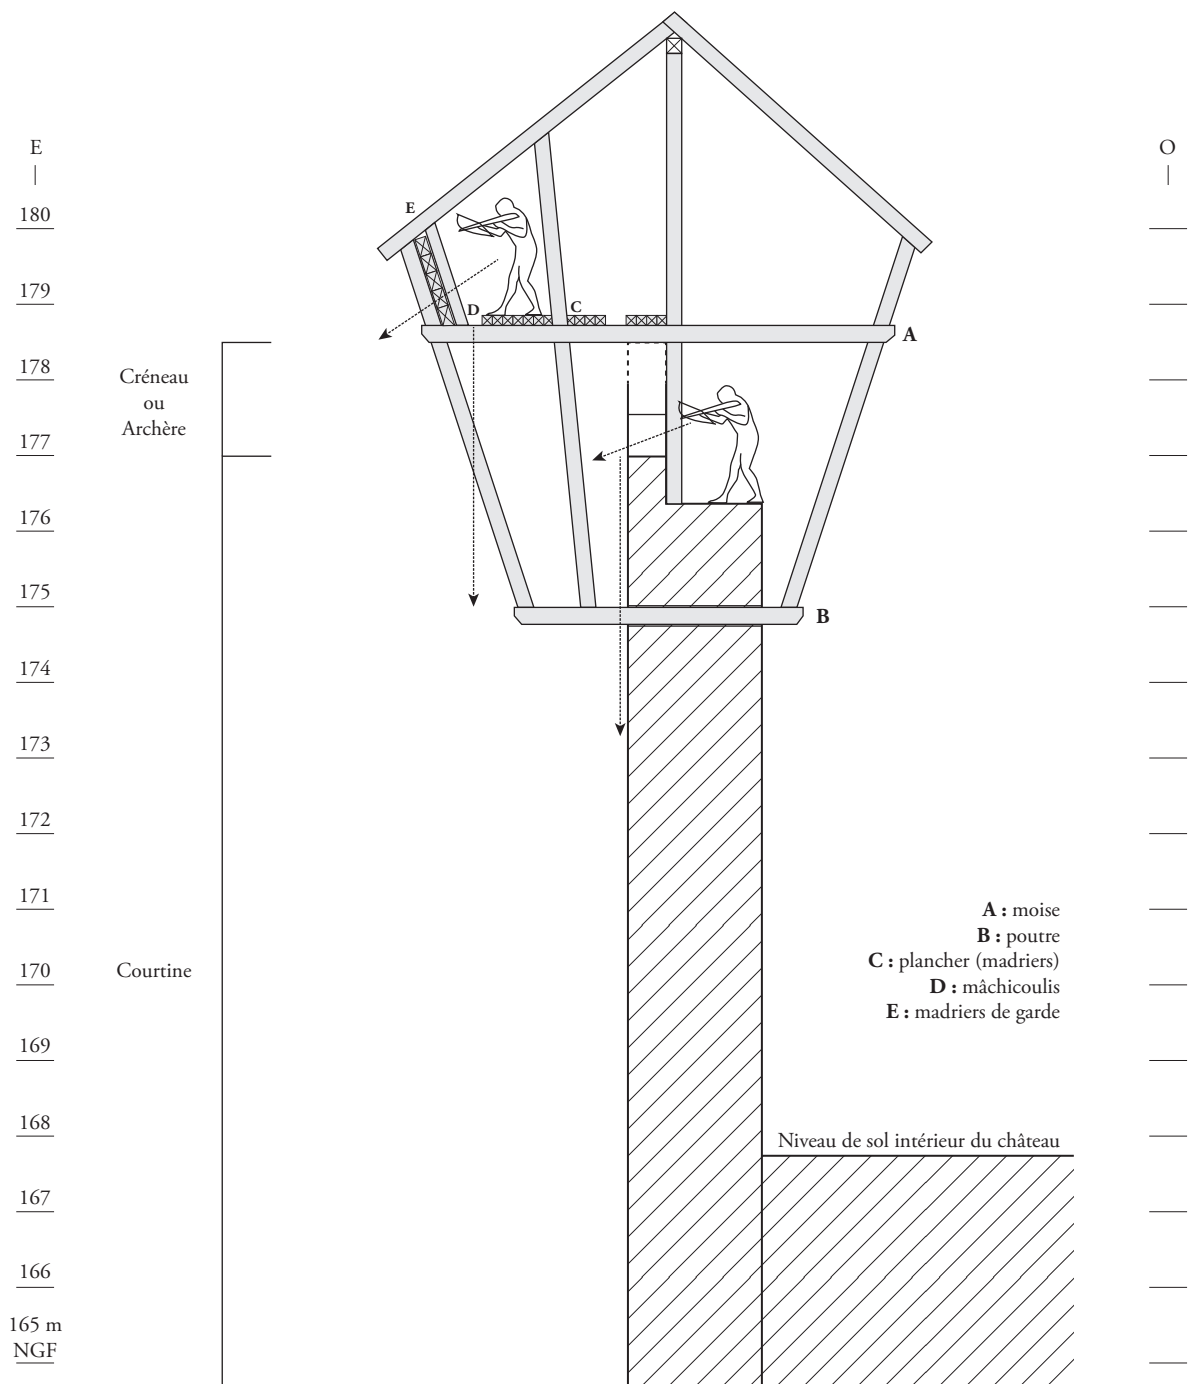 E
O
180
E
179
D
C
A
178
Créneau
ou
Archère
177
176
175
B
174
173
172
171
A : moise
B : poutre
C : plancher (madriers)
D : mâchicoulis
E : madriers de garde
170
Courtine
169
168
Niveau de sol intérieur du château
167
166
165 m
NGF